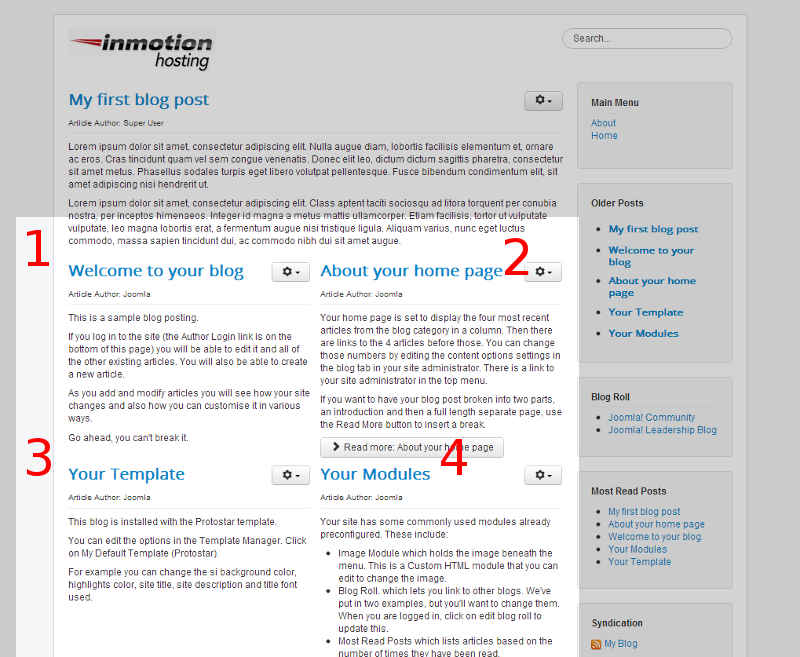 inmotion
hosting
Search...
My first blog post
Article Author: Super User
Lorem ipsum dolor sit amet, consectetur adipiscing elit. Nulla augue diam, lobortis facilisis elementum et, ornare
ac eros. Cras tincidunt quam vel sem congue venenatis. Donec elit leo, dictum dictum sagittis pharetra, consectetur
sit amet metus. Phasellus sodales turpis eget libero volutpat pellentesque. Fusce bibendum condimentum elit, sit
amet adipiscing nisi hendrerit ut.
Lorem ipsum dolor sit amet, consectetur adipiscing elit. Class aptent taciti sociosqu ad litora torquent per conubia
nostra, per inceptos himenaeos. Integer id magna a metus mattis ullamcorper. Etiam facilisis, tortor ut vulputate
vulputate, leo magna lobortis erat, a fermentum augue nisi tristique ligula. Aliquam varius, nunc eget luctus
commodo, massa sapien tincidunt dui, ac commodo nibh dui sit amet augue.
1
Welcome to your blog
Article Author: Joomla
This is a sample blog posting.
If you log in to the site (the Author Login link is on the
bottom of this page) you will be able to edit it and all of
the other existing articles. You will also be able to create
a new article.
As you add and modify articles you will see how your site
changes and also how you can customise it in various
ways.
Go ahead, you can't break it.
2
About your home page
Article Author: Joomla
Your home page is set to display the four most recent
articles from the blog category in a column. Then there
are links to the 4 articles before those. You can change
those numbers by editing the content options settings in
the blog tab in your site administrator. There is a link to
your site administrator in the top menu.
If you want to have your blog post broken into two parts,
an introduction and then a full length separate page, use
the Read More button to insert a break.
Read more: About your home page
3
Your Template
Article Author: Joomla
This blog is installed with the Protostar template.
You can edit the options in the Template Manager. Click
on My Default Template (Protostar)
For example you can change the si background color,
highlights color, site title, site description and title font
used.
4
Your Modules
Article Author: Joomla
Your site has some commonly used modules already
preconfigured. These include:
Image Module which holds the image beneath the
menu. This is a Custom HTML module that you can
edit to change the image.
Blog Roll. which lets you link to other blogs. We've
put in two examples, but you'll want to change them.
When you are logged in, click on edit blog roll to
update this.
Most Read Posts which lists articles based on the
number of times they have been read.
Main Menu
About
Home
Older Posts
My first blog post
Welcome to your
blog
About your home
page
Your Template
Your Modules
Blog Roll
Joomla! Community
Joomla! Leadership Blog
Most Read Posts
My first blog post
About your home page
Welcome to your blog
Your Modules
Your Template
Syndication
My Blog